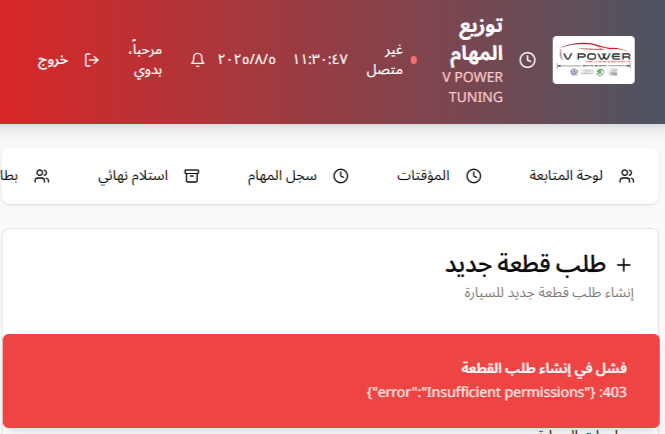 V POWER
توزيع
المهام
V POWER
TUNING
غير
متصل
١١:٣٠:٤٧
٢٠٢٥/٨/٥
مرحباً،
بدوي
خروج
لوحة المتابعة
المؤقتات
سجل المهام
استلام نهائي
بطا
+ طلب قطعة جديد
إنشاء طلب قطعة جديد للسيارة
فشل في إنشاء طلب القطعة
403: {"error":"Insufficient permissions"}